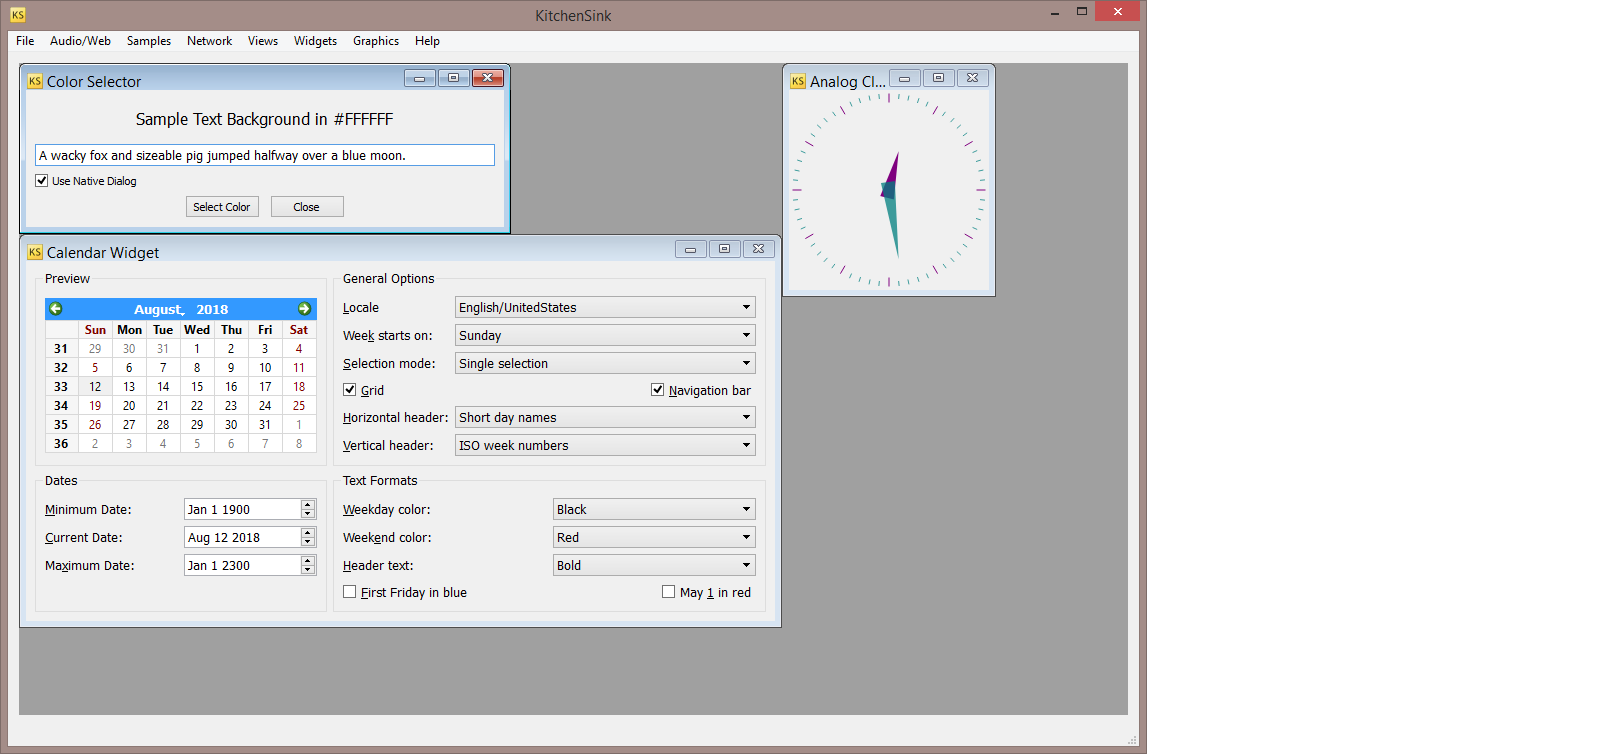 KS KitchenSink
File Audio/Web Samples Network Views Widgets Graphics Help
KS Color Selector
Sample Text Background in #FFFFFF
A wacky fox and sizeable pig jumped halfway over a blue moon.
Use Native Dialog
Select Color Close
KS Analog Cl...
KS Calendar Widget
Preview
August, 2018
Sun Mon Tue Wed Thu Fri Sat
31 29 30 31 1 2 3 4
32 5 6 7 8 9 10 11
33 12 13 14 15 16 17 18
34 19 20 21 22 23 24 25
35 26 27 28 29 30 31 1
36 2 3 4 5 6 7 8
General Options
Locale English/UnitedStates
Week starts on: Sunday
Selection mode: Single selection
Grid Navigation bar
Horizontal header: Short day names
Vertical header: ISO week numbers
Dates
Minimum Date: Jan 1 1900
Current Date: Aug 12 2018
Maximum Date: Jan 1 2300
Text Formats
Weekday color: Black
Weekend color: Red
Header text: Bold
First Friday in blue May 1 in red